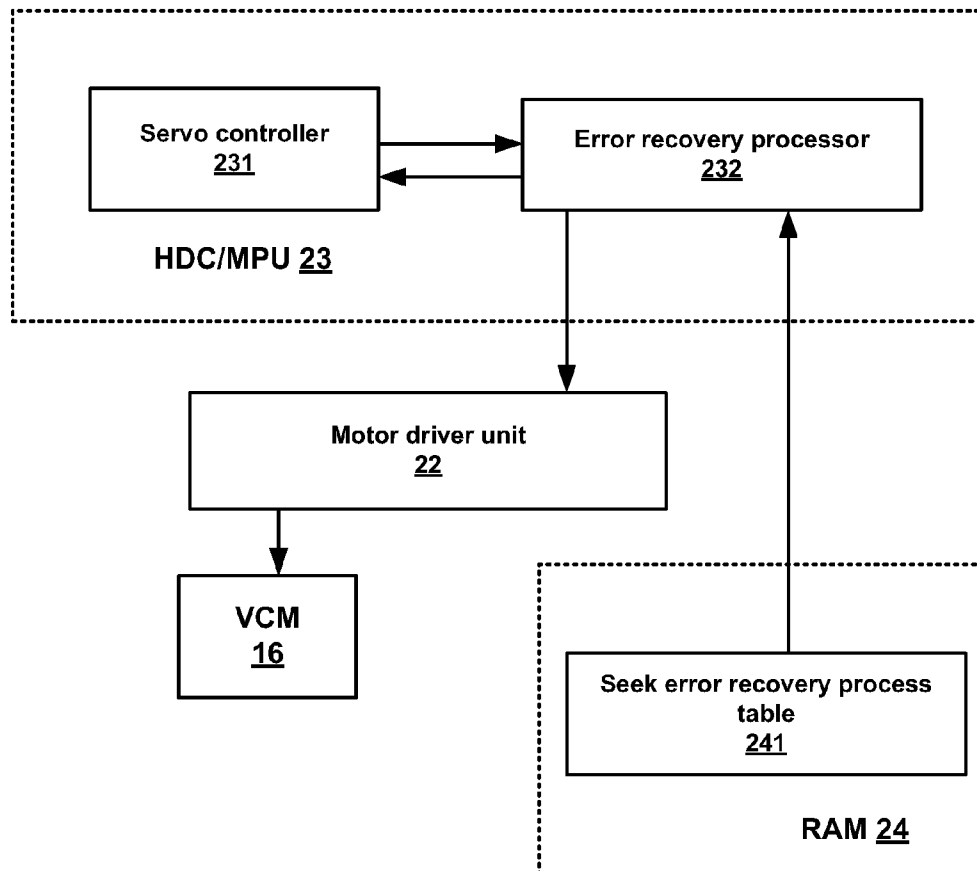 Servo controller
231
Error recovery processor
232
HDC/MPU 23
Motor driver unit
22
VCM
16
Seek error recovery process
table
241
RAM 24